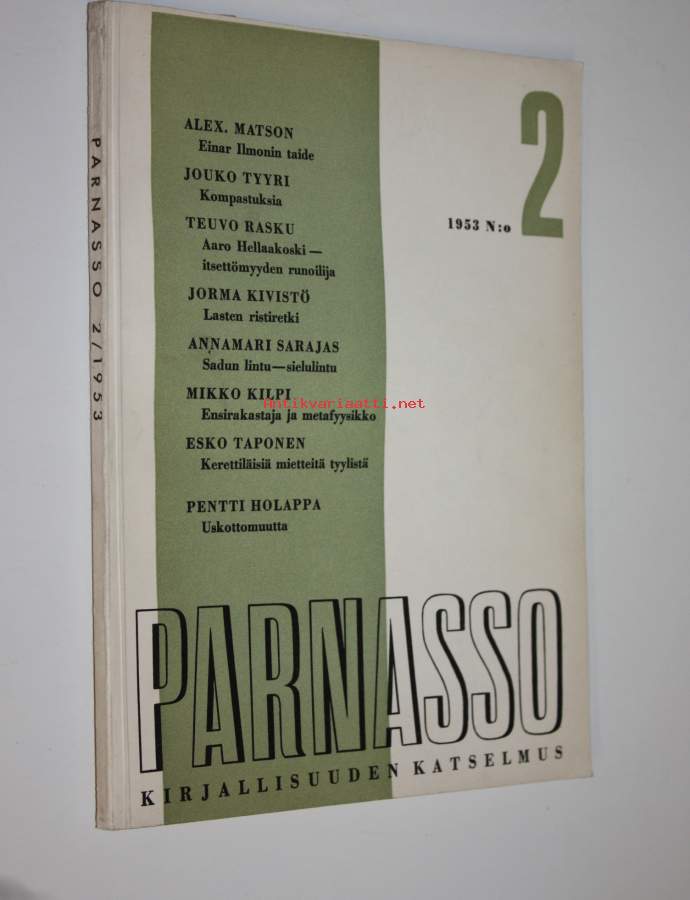 PARNASSO 2/1953
ALEX. MATSON
Einar Ilmonin taide
JOUKO TYYRI
Kompastuksia
TEUVO RASKU
Aaro Hellaakoski —
itsettömyyden runoilija
JORMA KIVISTÖ
Lasten ristiretki
ANNAMARI SARAJAS
Sadun lintu — sielulintu
MIKKO KILPI
Ensirakastaja ja metafyysikko
ESKO TAPONEN
Kerettiläisiä mietteitä tyylistä
PENTTI HOLAPPA
Uskottomuutta
1953 N:o 2
Antikvariaatti.net
PARNASSO
KIRJALLISUUDEN KATSELMUS